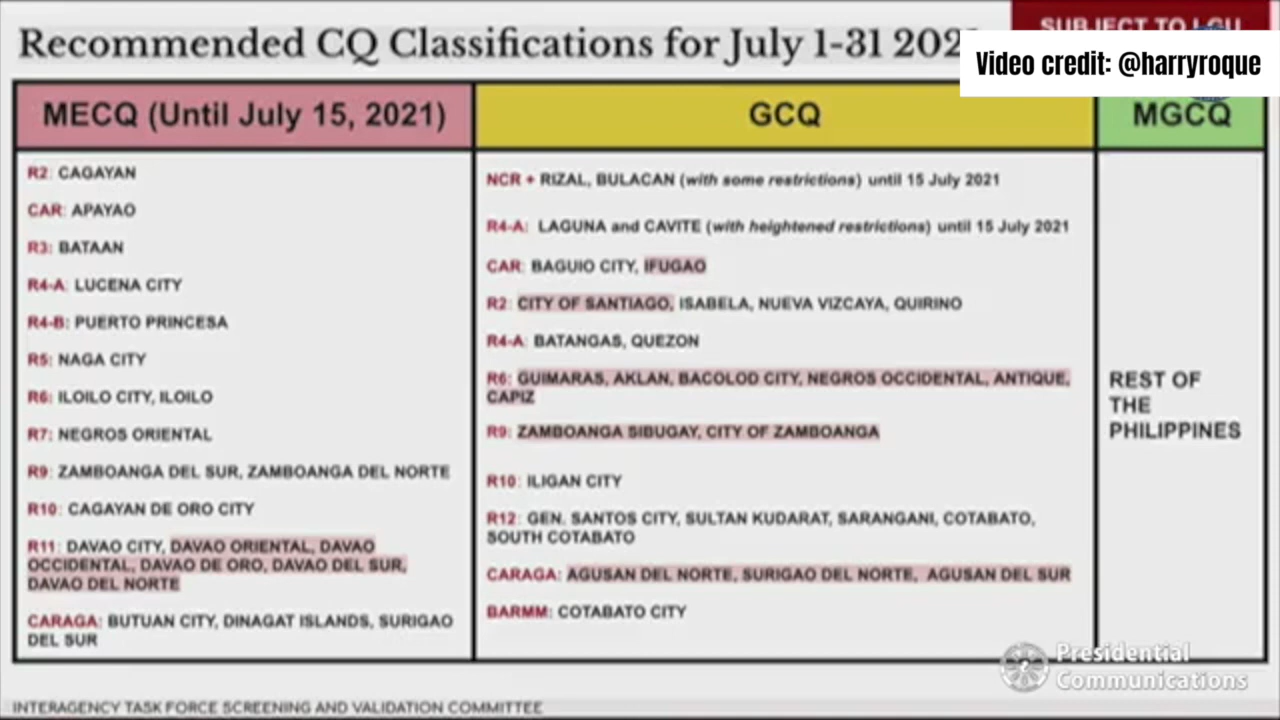 SUBJECT TO LGU
Recommended CQ Classifications for July 1-31 202
Video credit: @harryroque
MECQ (Until July 15, 2021)
GCQ
MGCQ
R2: CAGAYAN
CAR: APAYAO
R3: BATAAN
R4-A: LUCENA CITY
R4-B: PUERTO PRINCESA
R5: NAGA CITY
R6: ILOILO CITY, ILOILO
R7: NEGROS ORIENTAL
R9: ZAMBOANGA DEL SUR, ZAMBOANGA DEL NORTE
R10: CAGAYAN DE ORO CITY
R11: DAVAO CITY, DAVAO ORIENTAL, DAVAO
OCCIDENTAL, DAVAO DE ORO, DAVAO DEL SUR,
DAVAO DEL NORTE
CARAGA: BUTUAN CITY, DINAGAT ISLANDS, SURIGAO
DEL SUR
NCR + RIZAL, BULACAN (with some restrictions) until 15 July 2021
R4-A: LAGUNA and CAVITE (with heightened restrictions) until 15 July 2021
CAR: BAGUIO CITY, IFUGAO
R2: CITY OF SANTIAGO, ISABELA, NUEVA VIZCAYA, QUIRINO
R4-A: BATANGAS, QUEZON
R6: GUIMARAS, AKLAN, BACOLOD CITY, NEGROS OCCIDENTAL, ANTIQUE,
CAPIZ
R9: ZAMBOANGA SIBUGAY, CITY OF ZAMBOANGA
R10: ILIGAN CITY
R12: GEN. SANTOS CITY, SULTAN KUDARAT, SARANGANI, COTABATO,
SOUTH COTABATO
CARAGA: AGUSAN DEL NORTE, SURIGAO DEL NORTE, AGUSAN DEL SUR
BARMM: COTABATO CITY
REST OF
THE
PHILIPPINES
Presidential
Communications
INTERAGENCY TASK FORCE SCREENING AND VALIDATION COMMITTEE